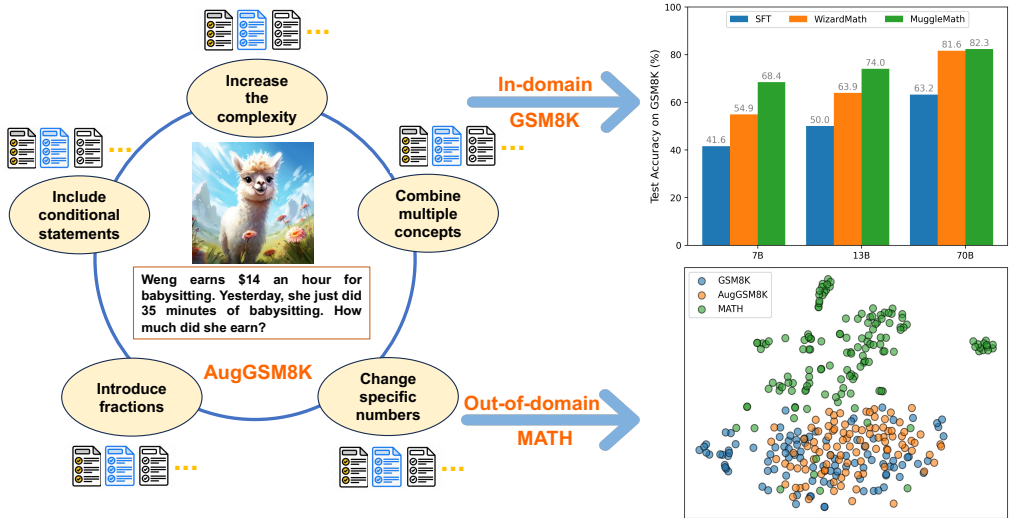 Increase
the
complexity
Include
conditional
statements
Combine
multiple
concepts
Weng earns $14 an hour for
babysitting. Yesterday, she just did
35 minutes of babysitting. How
much did she earn?
Introduce
fractions
AugGSM8K
Change
specific
numbers
In-domain
GSM8K
Out-of-domain
MATH
Test Accuracy on GSM8K (%)
100
80
60
40
20
0
SFT
WizardMath
MuggleMath
41.6
54.9
68.4
50.0
63.9
74.0
63.2
81.6
82.3
7B
13B
70B
GSM8K
AugGSM8K
MATH